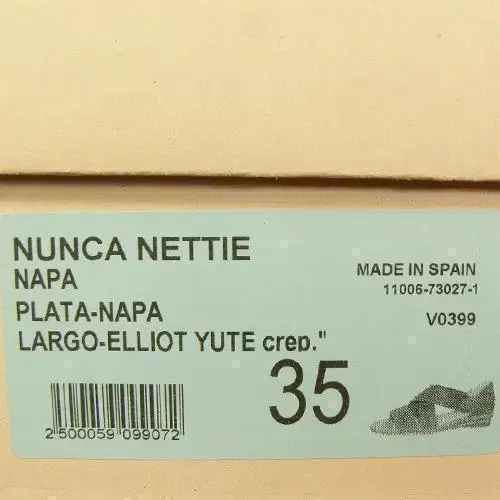 NUNCA NETTIE
NAPA
PLATA-NAPA
LARGO-ELLIOT YUTE crep."
MADE IN SPAIN
11006-73027-1
V0399
35
2 500059 099072